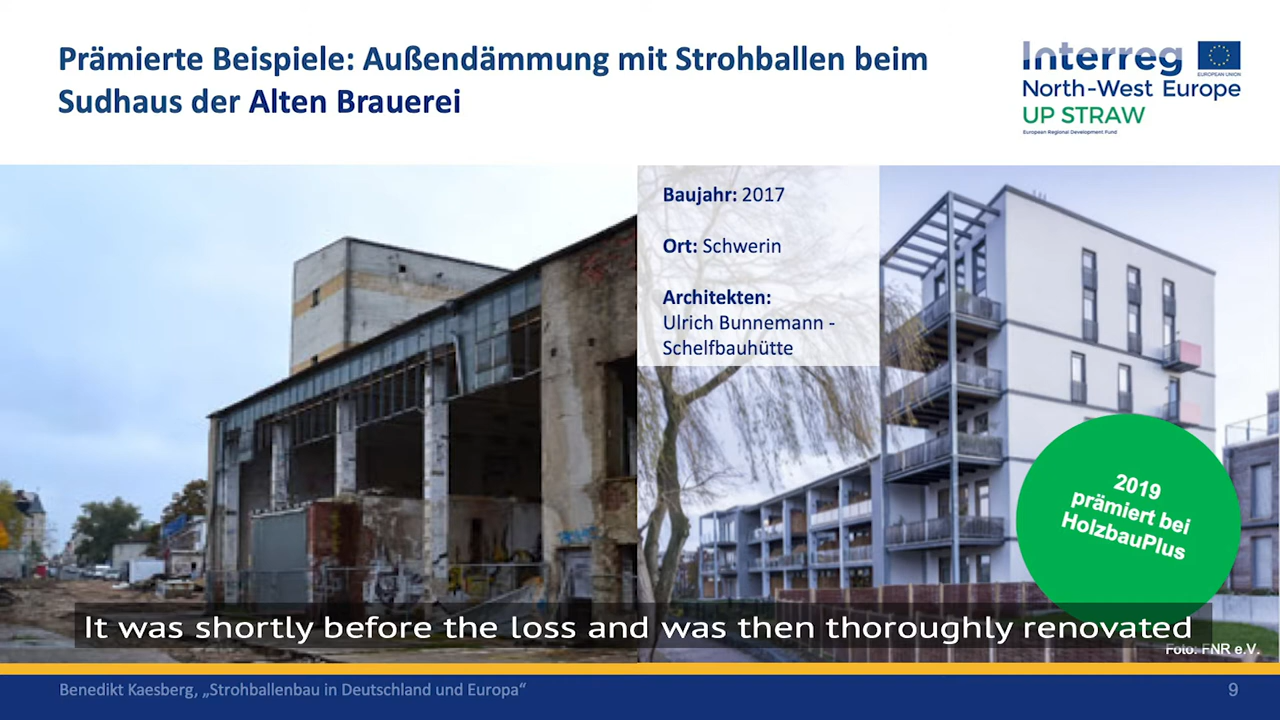 Prämierte Beispiele: Außendämmung mit Strohballen beim
Sudhaus der Alten Brauerei
Interreg
EUROPEAN UNION
North-West Europe
UP STRAW
European Regional Development Fund
Baujahr: 2017
Ort: Schwerin
Architekten:
Ulrich Bunnemann -
Schelfbauhütte
2019
prämiert bei
HolzbauPlus
It was shortly before the loss and was then thoroughly renovated
Foto: FNR e.V.
Benedikt Kaesberg, „Strohballenbau in Deutschland und Europa“
9